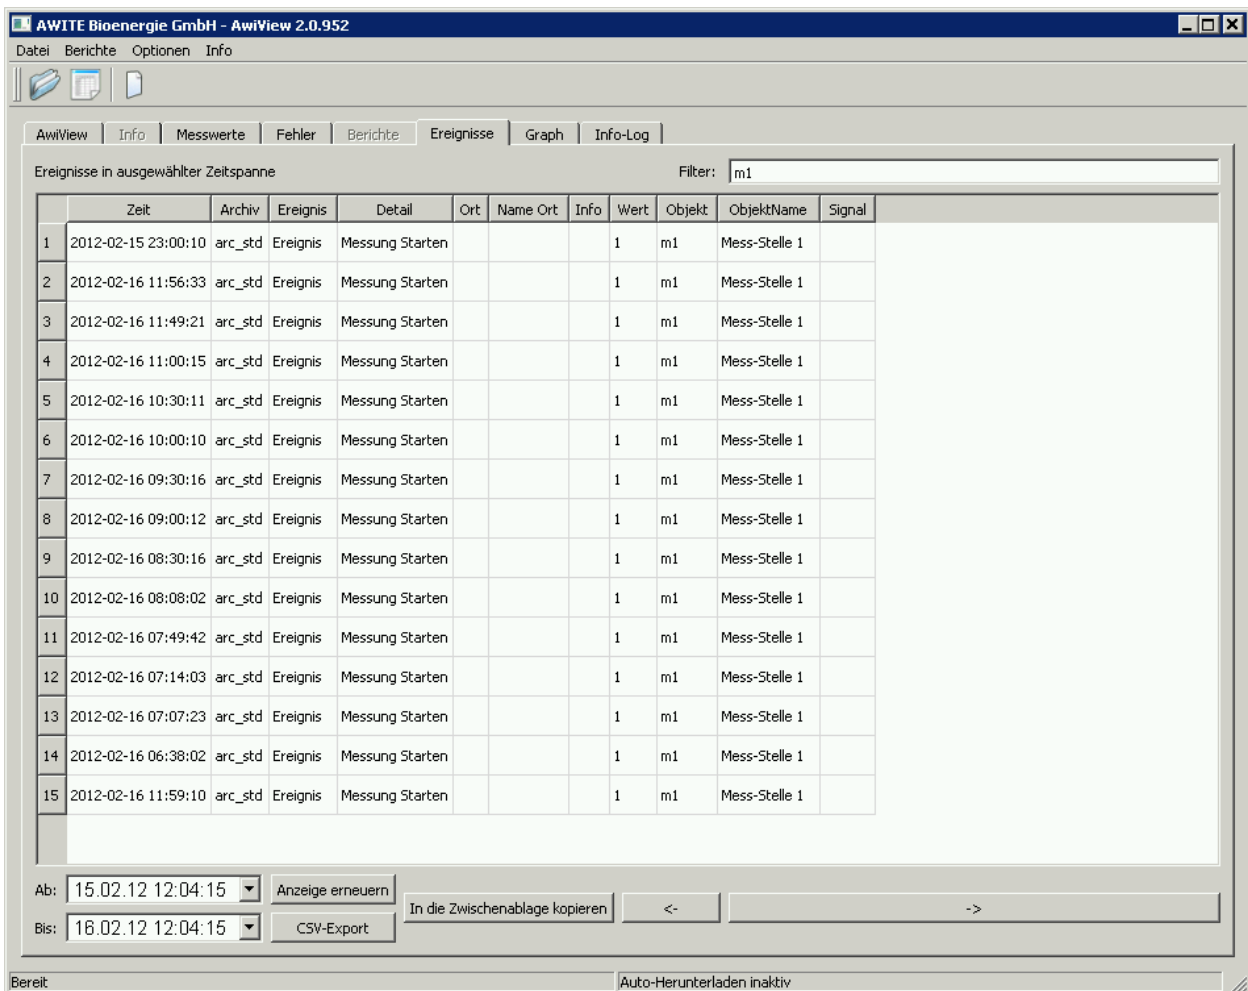 AWITE Bioenergie GmbH - AwiView 2.0.952
Datei Berichte Optionen Info
AwiView Info Messwerte Fehler Berichte Ereignisse Graph Info-Log
Ereignisse in ausgewählter Zeitspanne Filter: m1
Zeit Archiv Ereignis Detail Ort Name Ort Info Wert Objekt ObjektName Signal
1 2012-02-15 23:00:10 arc_std Ereignis Messung Starten 1 m1 Mess-Stelle 1
2 2012-02-16 11:56:33 arc_std Ereignis Messung Starten 1 m1 Mess-Stelle 1
3 2012-02-16 11:49:21 arc_std Ereignis Messung Starten 1 m1 Mess-Stelle 1
4 2012-02-16 11:00:15 arc_std Ereignis Messung Starten 1 m1 Mess-Stelle 1
5 2012-02-16 10:30:11 arc_std Ereignis Messung Starten 1 m1 Mess-Stelle 1
6 2012-02-16 10:00:10 arc_std Ereignis Messung Starten 1 m1 Mess-Stelle 1
7 2012-02-16 09:30:16 arc_std Ereignis Messung Starten 1 m1 Mess-Stelle 1
8 2012-02-16 09:00:12 arc_std Ereignis Messung Starten 1 m1 Mess-Stelle 1
9 2012-02-16 08:30:16 arc_std Ereignis Messung Starten 1 m1 Mess-Stelle 1
10 2012-02-16 08:08:02 arc_std Ereignis Messung Starten 1 m1 Mess-Stelle 1
11 2012-02-16 07:49:42 arc_std Ereignis Messung Starten 1 m1 Mess-Stelle 1
12 2012-02-16 07:14:03 arc_std Ereignis Messung Starten 1 m1 Mess-Stelle 1
13 2012-02-16 07:07:23 arc_std Ereignis Messung Starten 1 m1 Mess-Stelle 1
14 2012-02-16 06:38:02 arc_std Ereignis Messung Starten 1 m1 Mess-Stelle 1
15 2012-02-16 11:59:10 arc_std Ereignis Messung Starten 1 m1 Mess-Stelle 1
Ab: 15.02.12 12:04:15 Anzeige erneuern
In die Zwischenablage kopieren <- ->
Bis: 16.02.12 12:04:15 CSV-Export
Bereit Auto-Herunterladen inaktiv